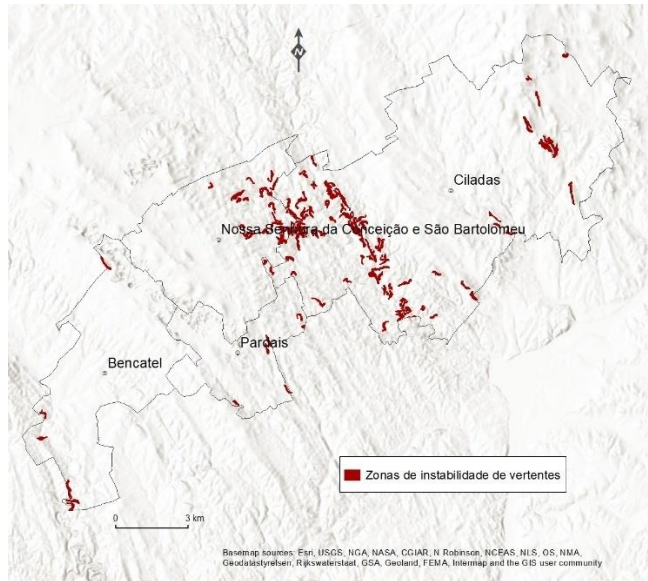 N
Ciladas
Nossa Senhora da Conceição e São Bartolomeu
Pardais
Bencatel
Zonas de instabilidade de vertentes
0 3 km
Basemap sources: Esri, USGS, NGA, NASA, CGIAR, N Robinson, NCEAS, NLS, OS, NMA,
Geodatastyrelsen, Rijkswaterstaat, GSA, Geoland, FEMA, Intermap and the GIS user community